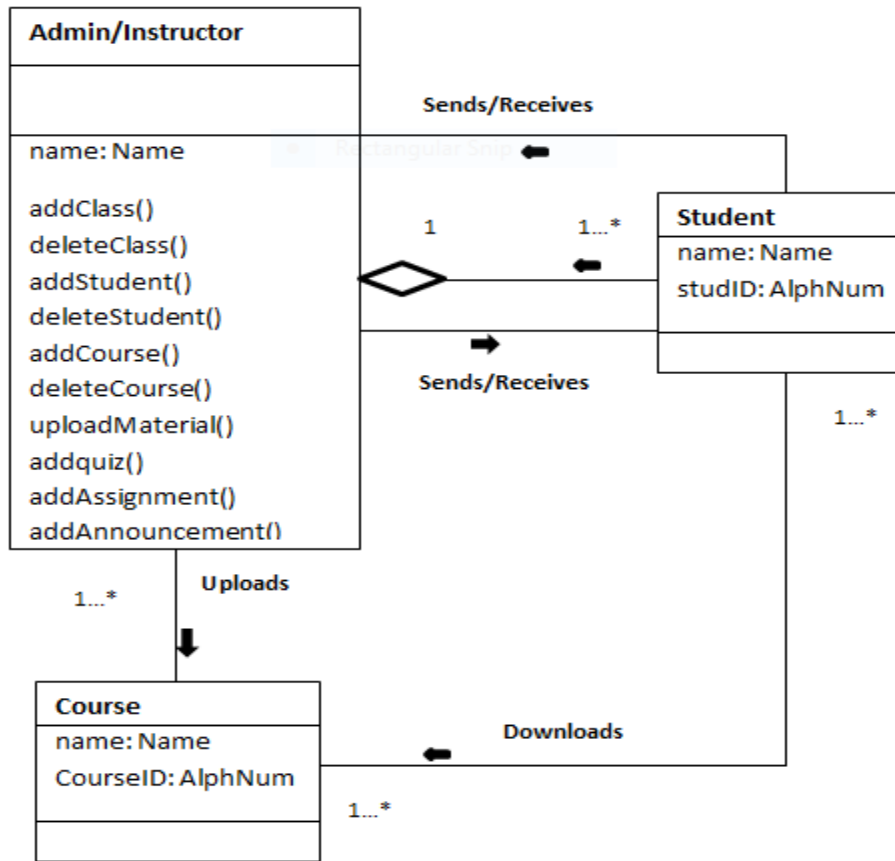 Admin/Instructor
name: Name
addClass()
deleteClass()
addStudent()
deleteStudent()
addCourse()
deleteCourse()
uploadMaterial()
addquiz()
addAssignment()
addAnnouncement()
Sends/Receives
Rectangular Snip
1
1...*
Student
name: Name
studID: AlphNum
Sends/Receives
1...*
Uploads
1...*
Course
name: Name
CourseID: AlphNum
Downloads
1...*